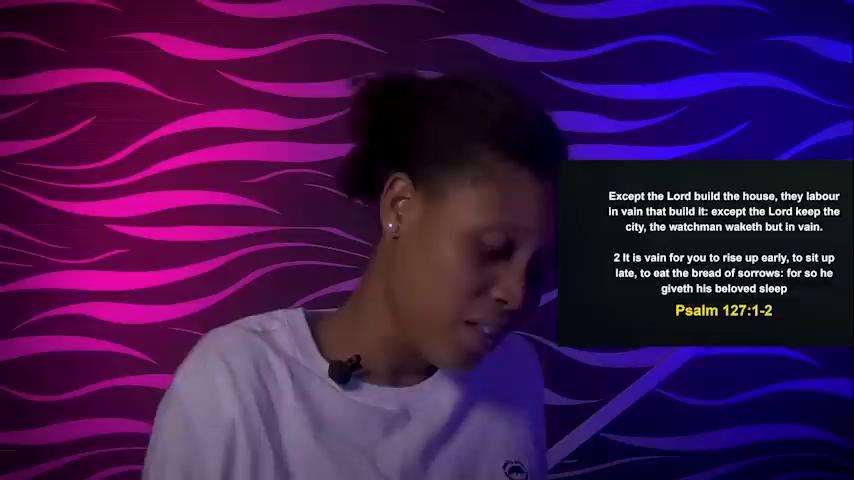 Except the Lord build the house, they labour
in vain that build it: except the Lord keep the
city, the watchman waketh but in vain.
2 It is vain for you to rise up early, to sit up
late, to eat the bread of sorrows: for so he
giveth his beloved sleep
Psalm 127:1-2